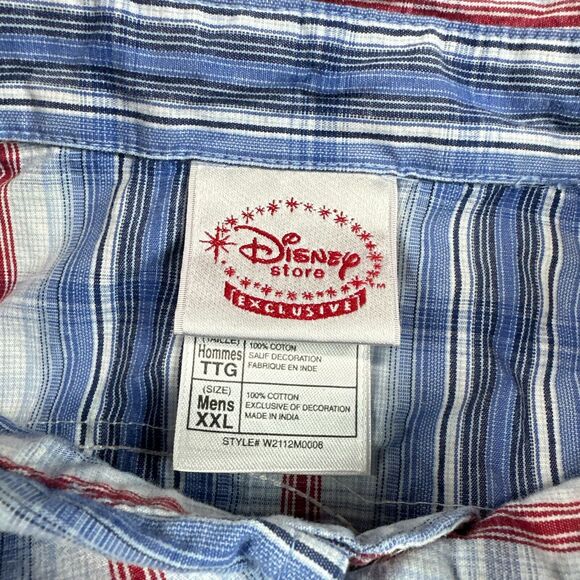 Disney
store
EXCLUSIVE
™
(TAILLE)
Hommes
TTG
100% COTON
SAUF DECORATION
FABRIQUE EN INDE
(SIZE)
Mens
XXL
100% COTTON
EXCLUSIVE OF DECORATION
MADE IN INDIA
STYLE# W2112M0006